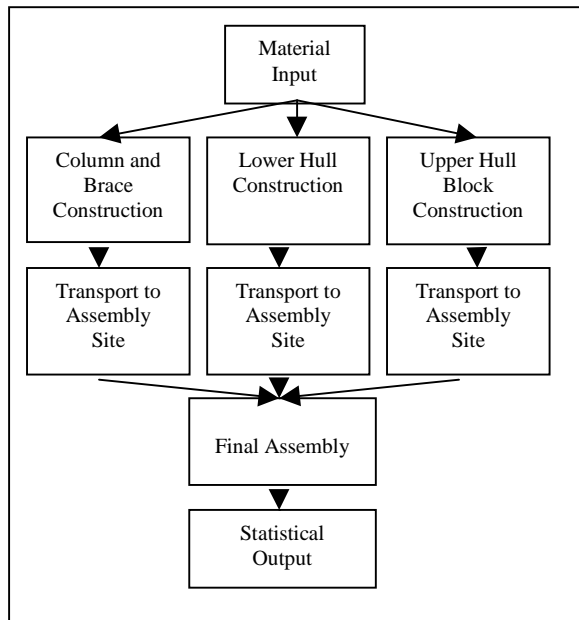 Material
Input
Column and
Brace
Construction
Lower Hull
Construction
Upper Hull
Block
Construction
Transport to
Assembly
Site
Transport to
Assembly
Site
Transport to
Assembly
Site
Final Assembly
Statistical
Output